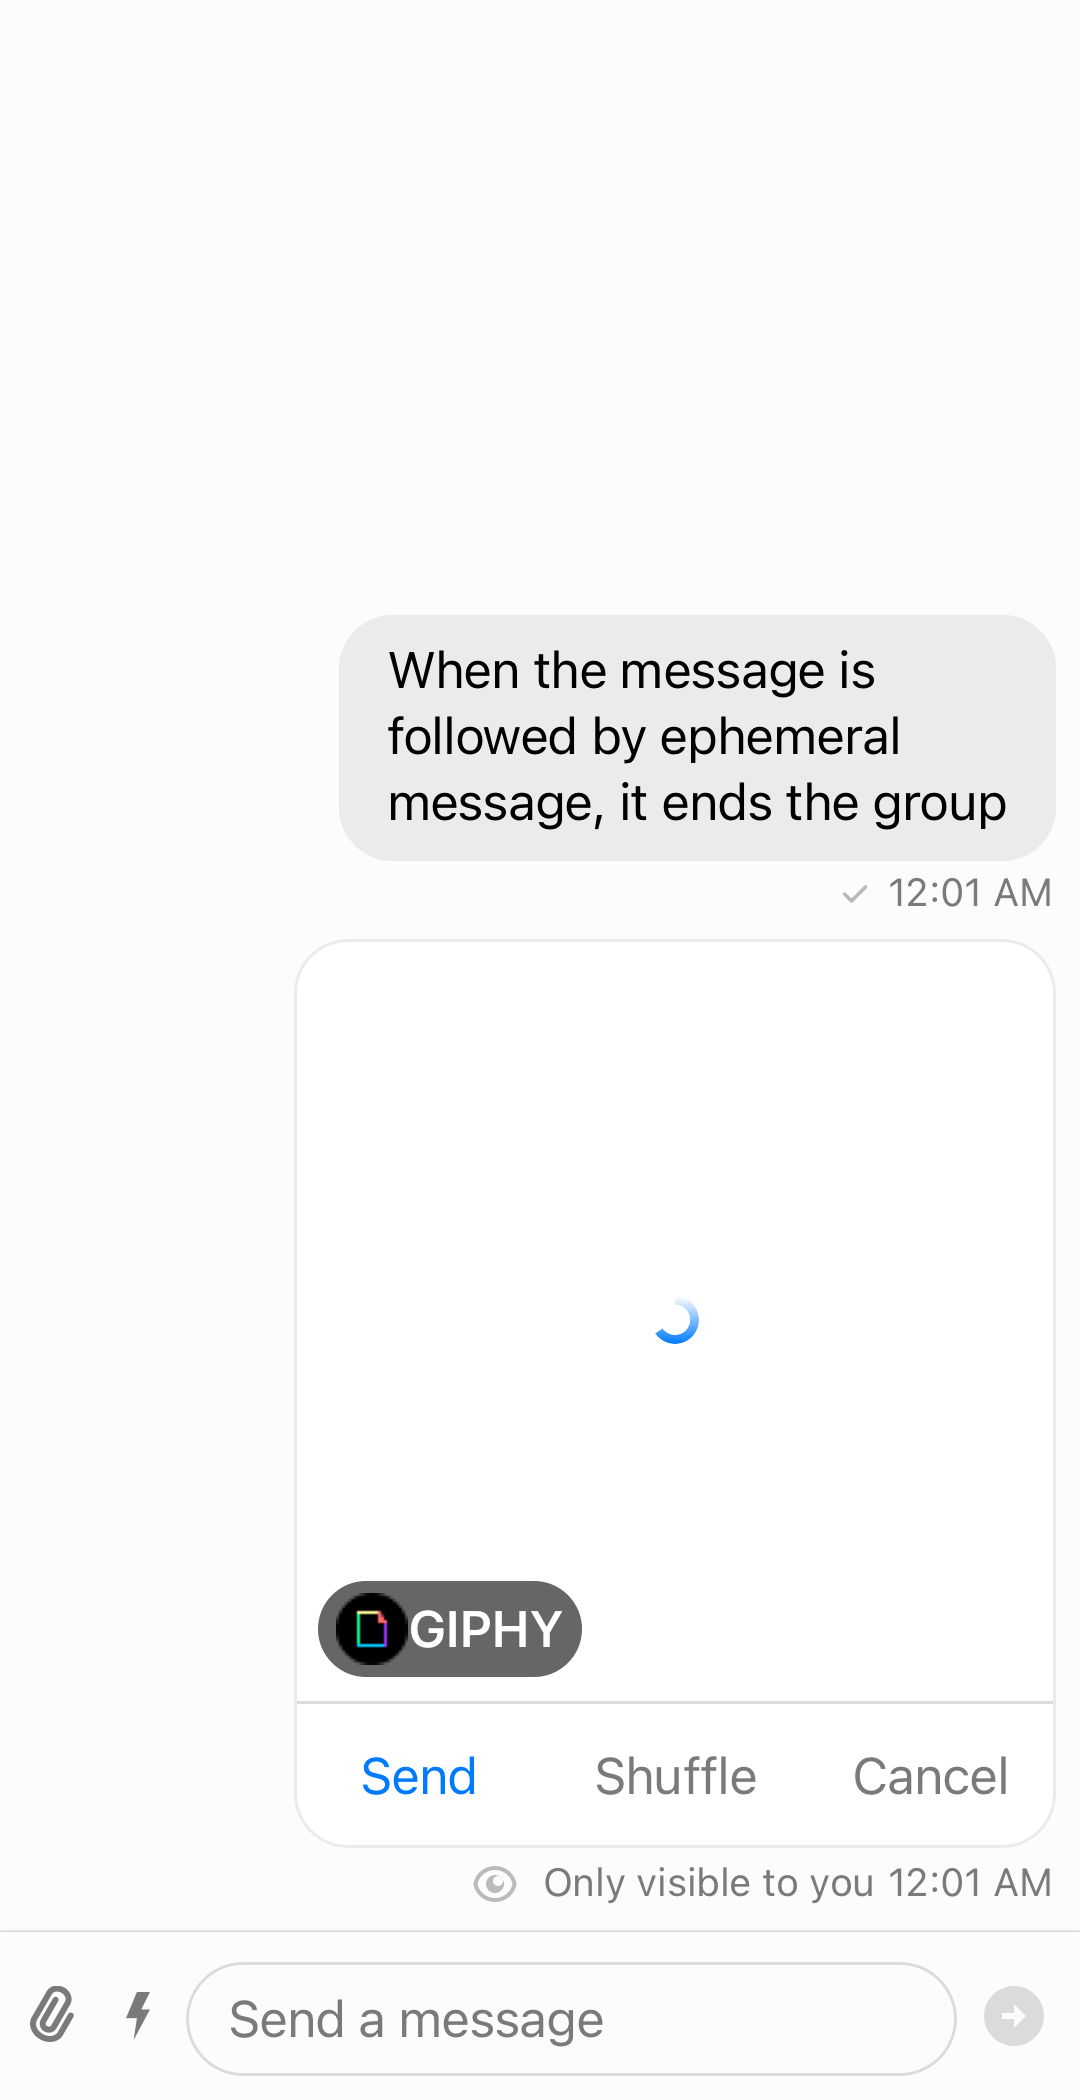 When the message is
followed by ephemeral
message, it ends the group
12:01 AM
GIPHY
Send Shuffle Cancel
Only visible to you 12:01 AM
Send a message